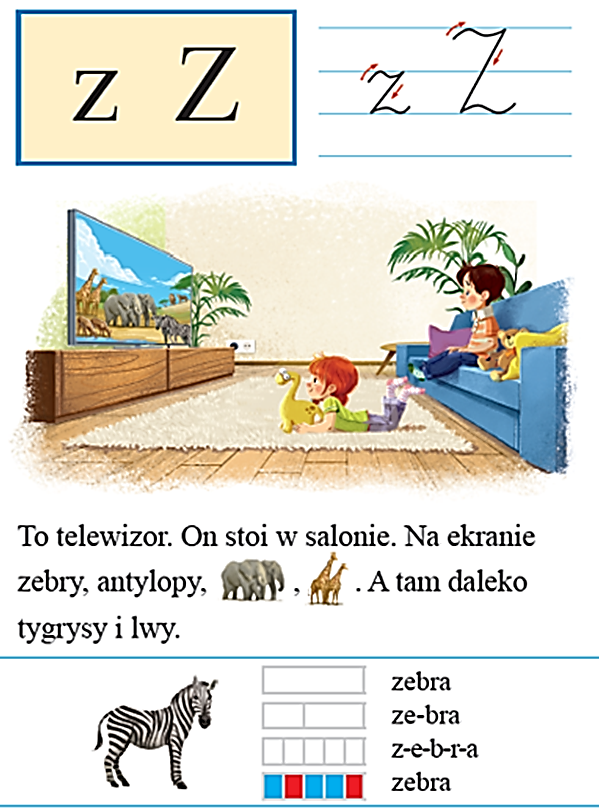 z Z z Z
To telewizor. On stoi w salonie. Na ekranie
zebry, antylopy, , . A tam daleko
tygrysy i lwy.
zebra
ze-bra
z-e-b-r-a
zebra